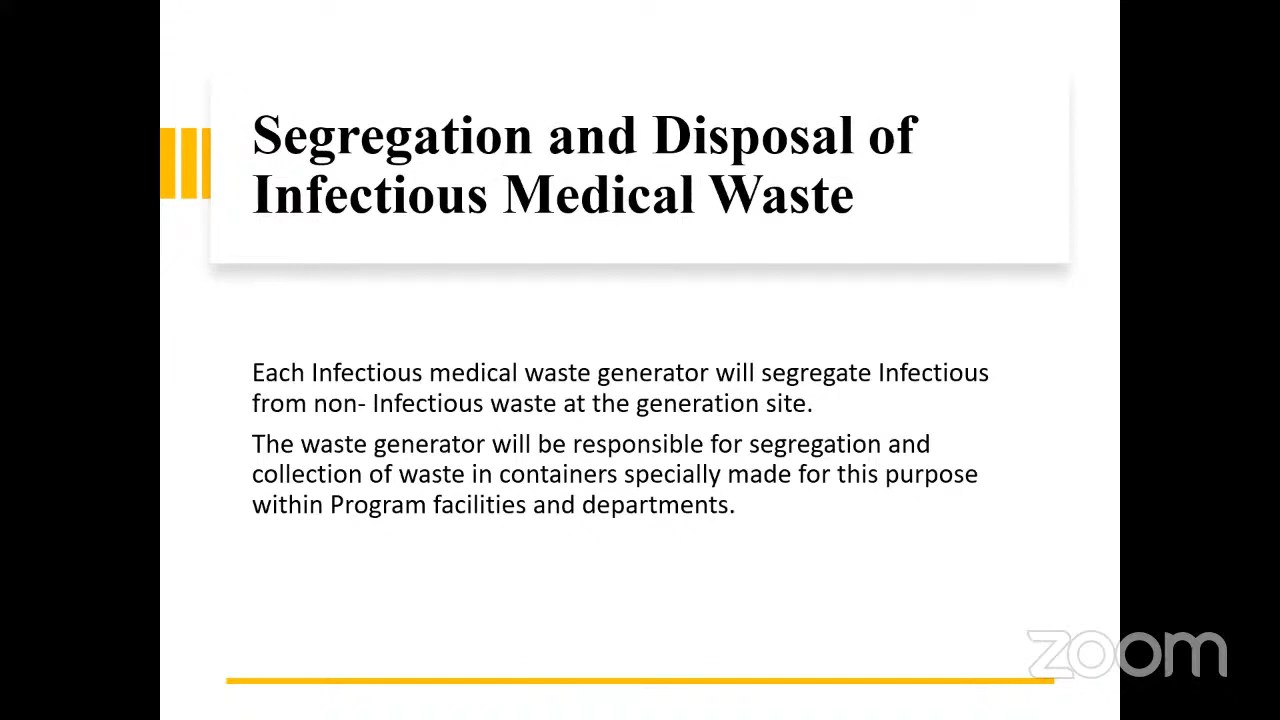 Segregation and Disposal of
Infectious Medical Waste
Each Infectious medical waste generator will segregate Infectious
from non- Infectious waste at the generation site.
The waste generator will be responsible for segregation and
collection of waste in containers specially made for this purpose
within Program facilities and departments.
zoom